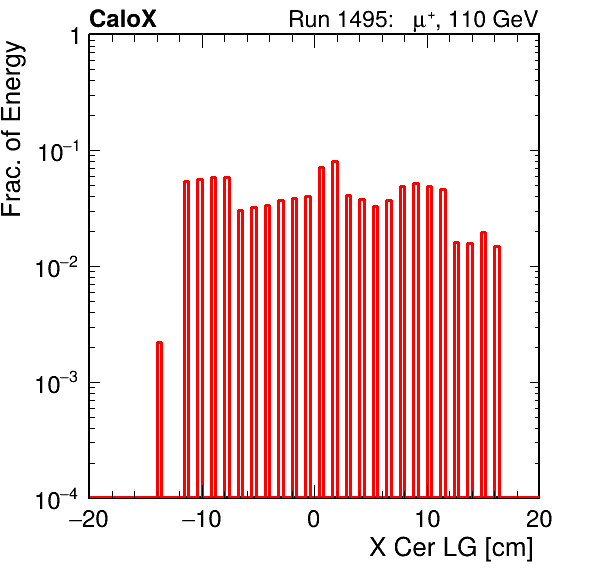 CaloX Run 1495: μ⁺, 110 GeV
Frac. of Energy
1
10⁻¹
10⁻²
10⁻³
10⁻⁴
−20 −10 0 10 20
X Cer LG [cm]